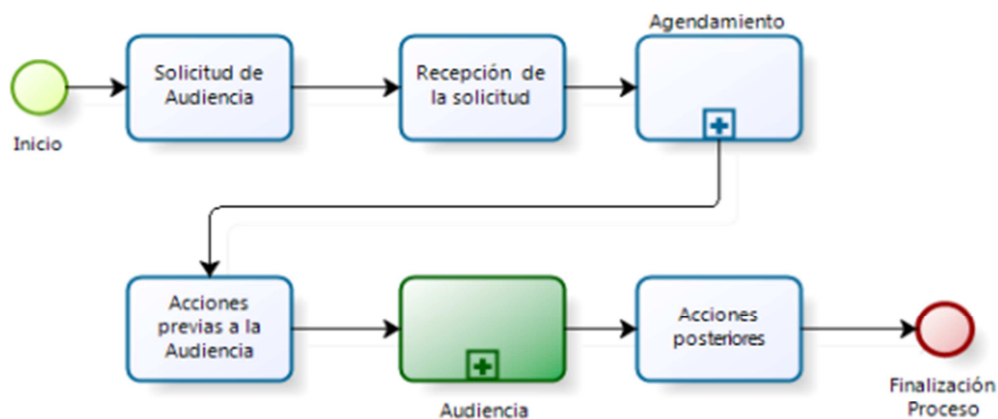 Agendamiento
Solicitud de
Audiencia
Recepción de
la solicitud
Inicio
Acciones
previas a la
Audiencia
Acciones
posteriores
Audiencia
Finalización
Proceso